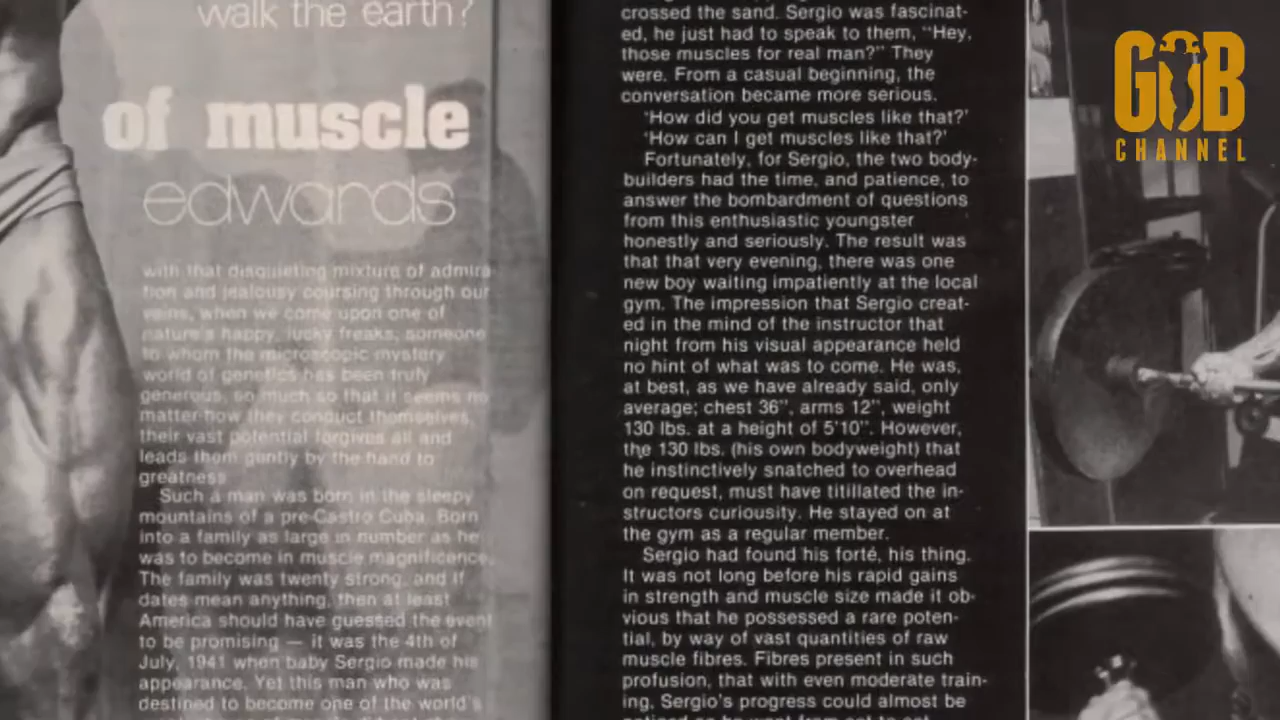 walk the earth?
of muscle
edwards
with that disquieting mixture of admira-
tion and jealousy coursing through our
veins, when we come upon one of
nature's happy, lucky freaks; someone
to whom the microscopic mystery
world of genetics has been truly
generous, so much so that it seems no
matter how they conduct themselves,
their vast potential forgives all and
leads them gently by the hand to
greatness
Such a man was born in the sleepy
mountains of a pre-Castro Cuba. Born
into a family as large in number as he
was to become in muscle magnificence.
The family was twenty strong, and if
dates mean anything, then at least
America should have guessed the event
to be promising — it was the 4th of
July, 1941 when baby Sergio made his
appearance. Yet this man who was
destined to become one of the world's
crossed the sand. Sergio was fascinat-
ed, he just had to speak to them, “Hey,
those muscles for real man?” They
were. From a casual beginning, the
conversation became more serious.
‘How did you get muscles like that?’
‘How can I get muscles like that?’
Fortunately, for Sergio, the two body-
builders had the time, and patience, to
answer the bombardment of questions
from this enthusiastic youngster
honestly and seriously. The result was
that that very evening, there was one
new boy waiting impatiently at the local
gym. The impression that Sergio creat-
ed in the mind of the instructor that
night from his visual appearance held
no hint of what was to come. He was,
at best, as we have already said, only
average; chest 36”, arms 12”, weight
130 lbs. at a height of 5'10”. However,
the 130 lbs. (his own bodyweight) that
he instinctively snatched to overhead
on request, must have titillated the in-
structors curiousity. He stayed on at
the gym as a regular member.
Sergio had found his forté, his thing.
It was not long before his rapid gains
in strength and muscle size made it ob-
vious that he possessed a rare poten-
tial, by way of vast quantities of raw
muscle fibres. Fibres present in such
profusion, that with even moderate train-
ing, Sergio's progress could almost be
GOB
CHANNEL